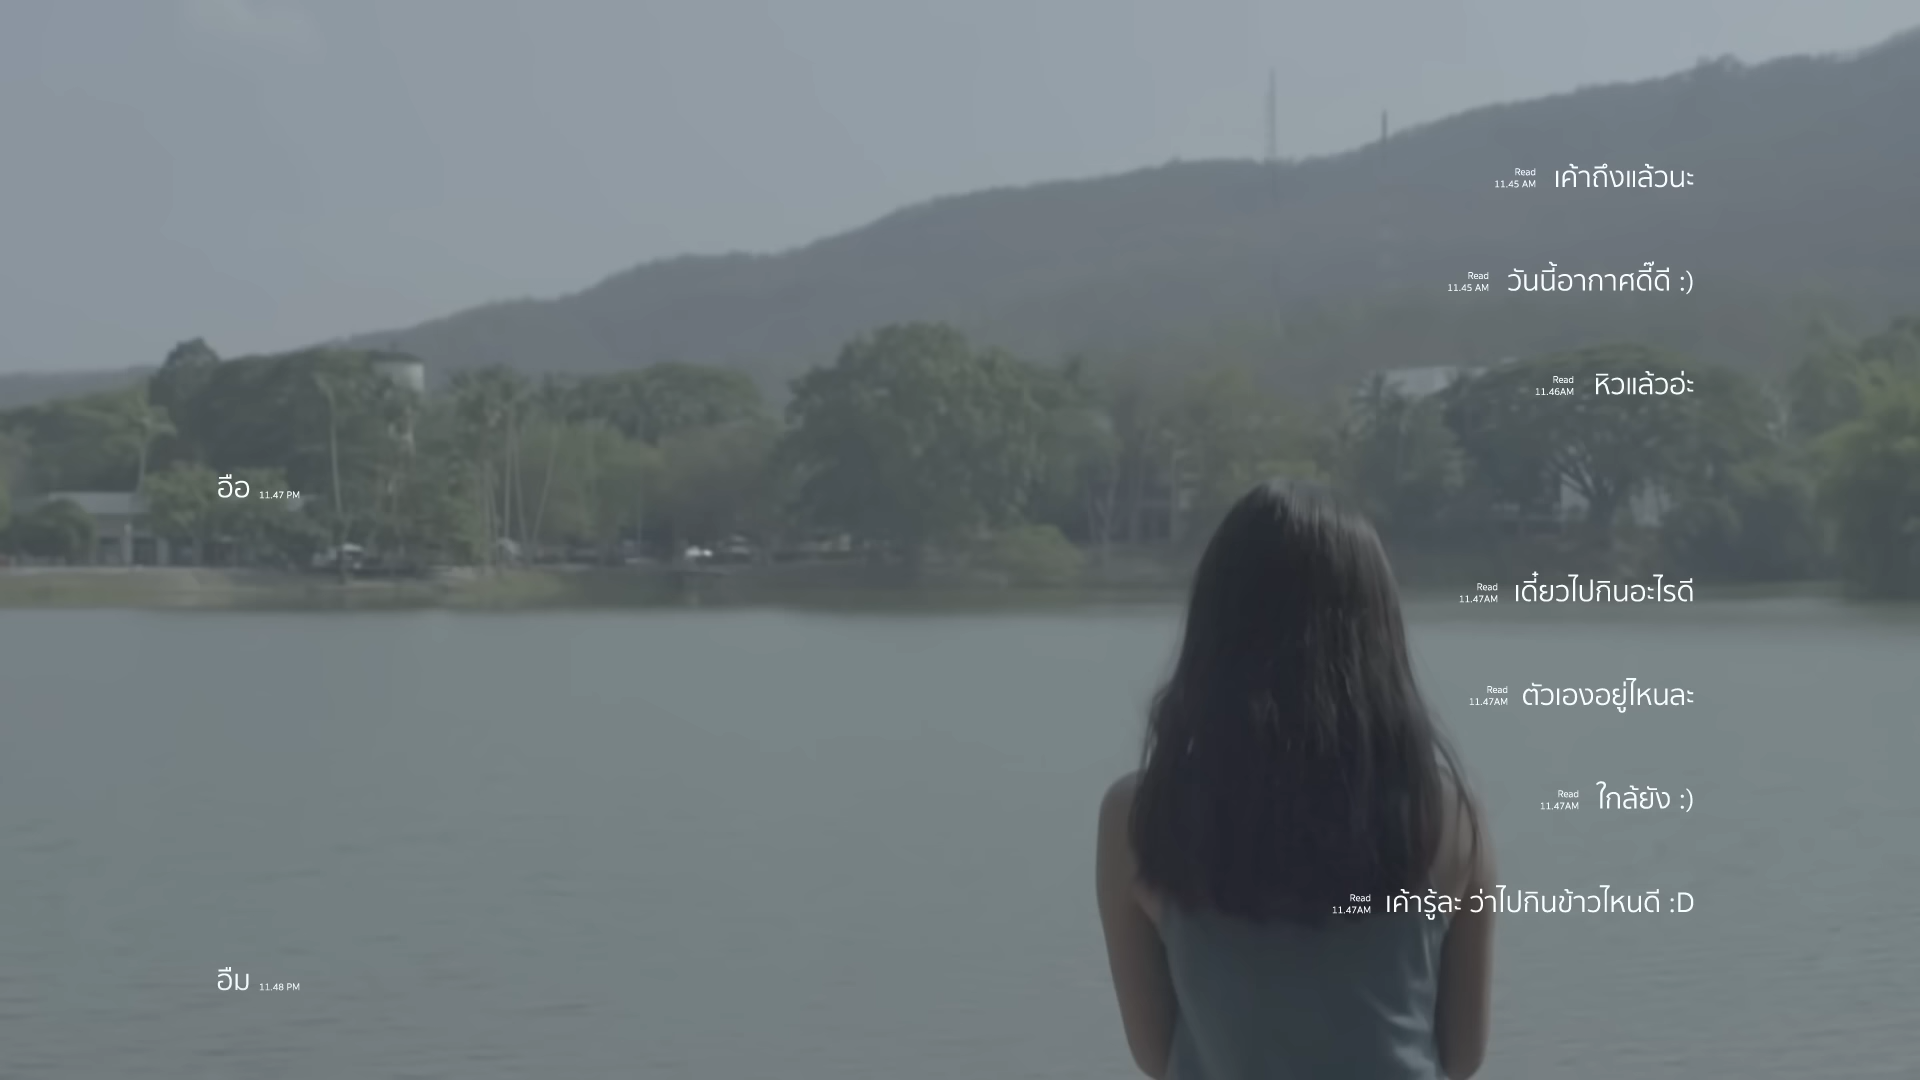 Read
11.45 AM เค้าถึงแล้วนะ
Read
11.45 AM วันนี้อากาศดี๊ดี :)
Read
11.46AM หิวแล้วอ่ะ
อือ 11.47 PM
Read
11.47AM เดี๋ยวไปกินอะไรดี
Read
11.47AM ตัวเองอยู่ไหนละ
Read
11.47AM ใกล้ยัง :)
Read
11.47AM เค้ารู้ละ ว่าไปกินข้าวไหนดี :D
อืม 11.48 PM